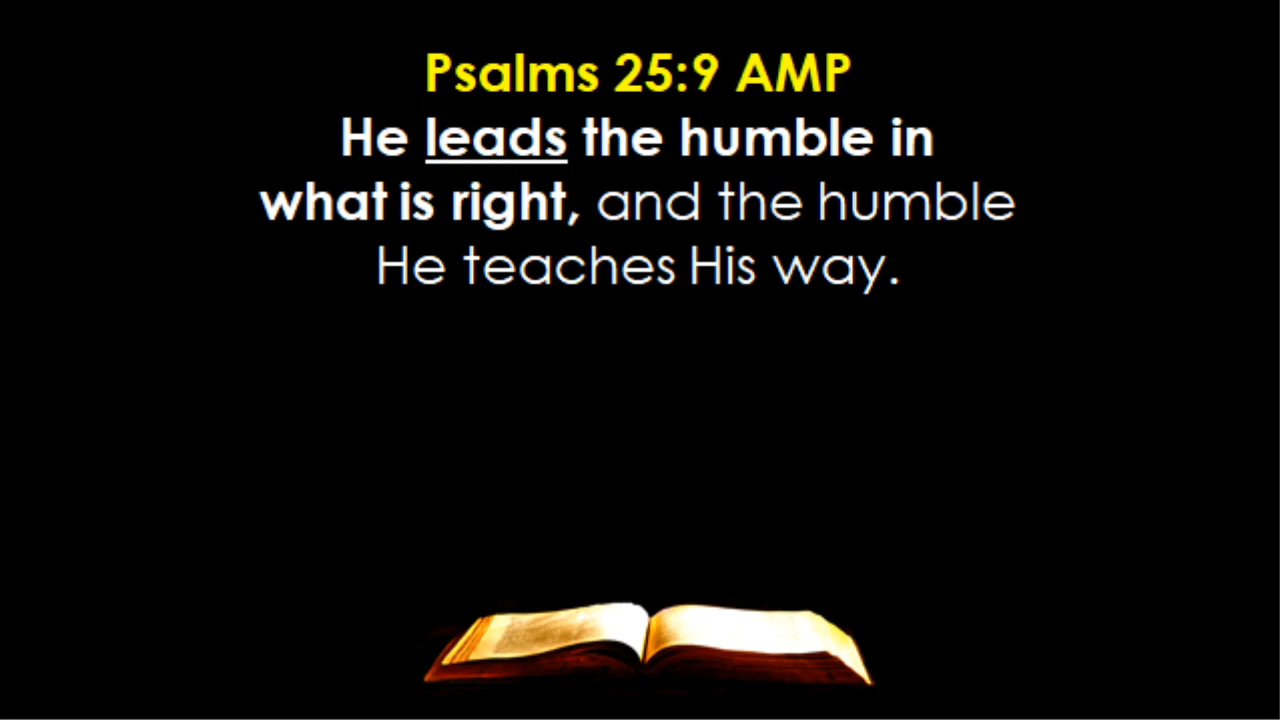 Psalms 25:9 AMP
He leads the humble in
what is right, and the humble
He teaches His way.